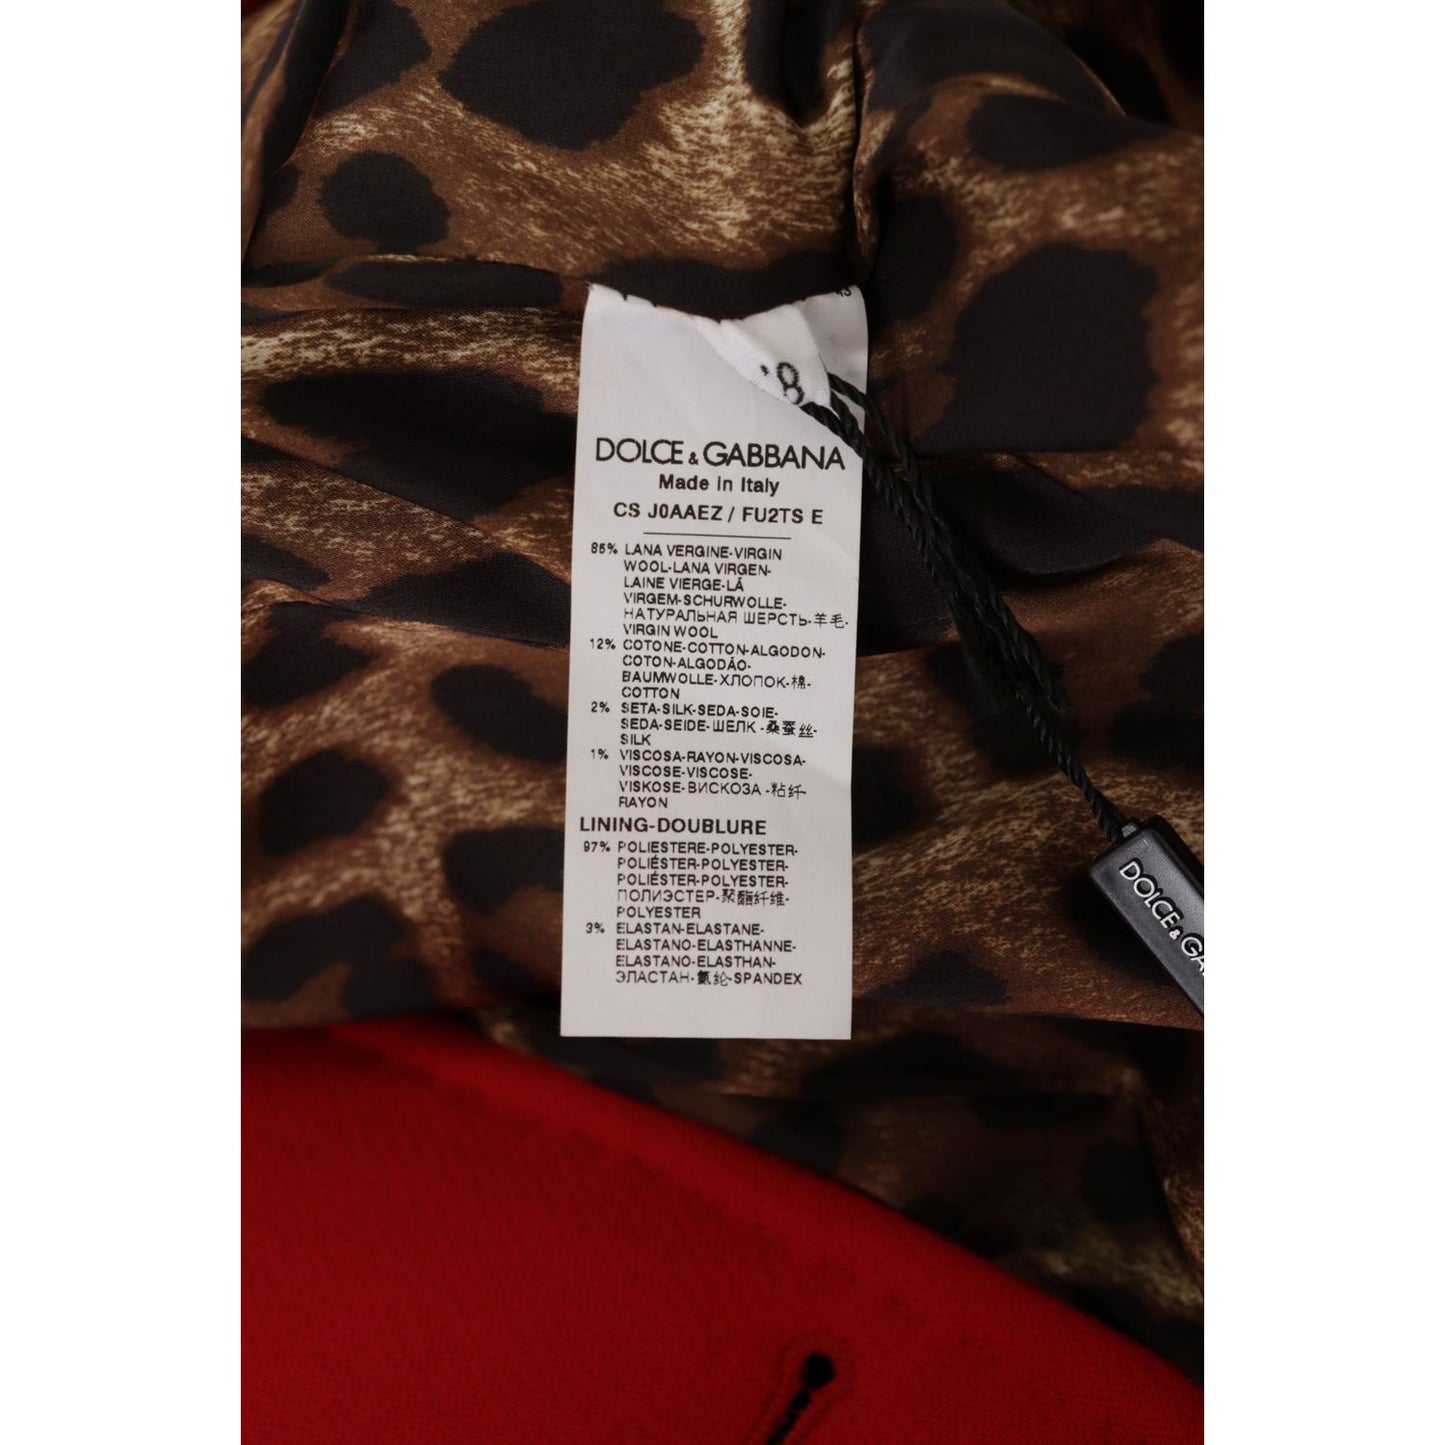 '8
DOLCE & GABBANA
Made in Italy
CS J0AAEZ / FU2TS E
85% LANA VERGINE-VIRGIN
WOOL-LANA VIRGEN-
LAINE VIERGE-LÃ
VIRGEM-SCHURWOLLE-
НАТУРАЛЬНАЯ ШЕРСТЬ-羊毛-
VIRGIN WOOL
12% COTONE-COTTON-ALGODON-
COTON-ALGODÃO-
BAUMWOLLE-ХЛОПОК-棉-
COTTON
2% SETA-SILK-SEDA-SOIE-
SEDA-SEIDE-ШЕЛК -桑蚕丝-
SILK
1% VISCOSA-RAYON-VISCOSA-
VISCOSE-VISCOSE-
VISKOSE-ВИСКОЗА -粘纤-
RAYON
LINING-DOUBLURE
97% POLIESTERE-POLYESTER-
POLIÉSTER-POLYESTER-
POLIÉSTER-POLYESTER-
ПОЛИЭСТЕР-聚酯纤维-
POLYESTER
3% ELASTAN-ELASTANE-
ELASTANO-ELASTHANNE-
ELASTANO-ELASTHAN-
ЭЛАСТАН-氨纶-SPANDEX
DOLCE & GA